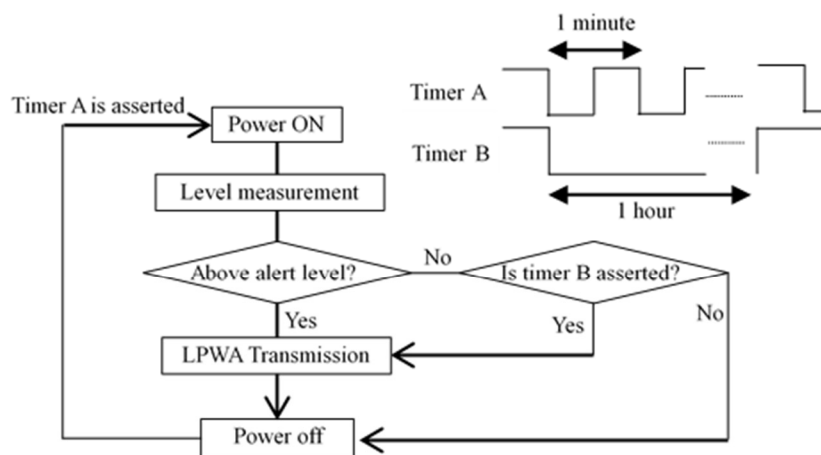 1 minute
Timer A is asserted
Timer A
Power ON
Timer B
Level measurement
1 hour
No
Above alert level?
Is timer B asserted?
Yes
Yes
No
LPWA Transmission
Power off